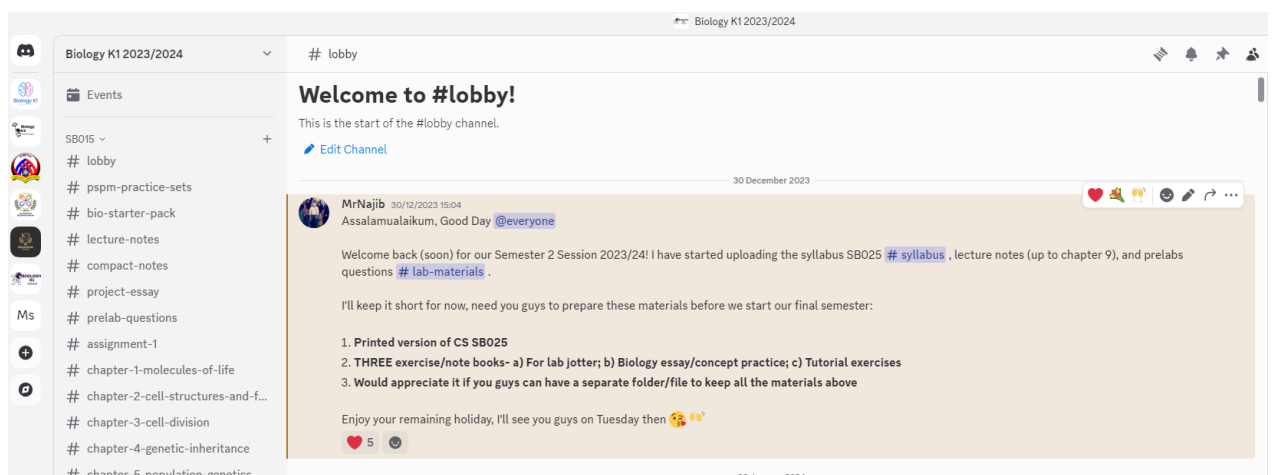 Biology K1 2023/2024
Biology K1 2023/2024
# lobby
Events
Welcome to #lobby!
This is the start of the #lobby channel.
Edit Channel
SB015
# lobby
# pspm-practice-sets
# bio-starter-pack
# lecture-notes
# compact-notes
# project-essay
# prelab-questions
# assignment-1
# chapter-1-molecules-of-life
# chapter-2-cell-structures-and-f...
# chapter-3-cell-division
# chapter-4-genetic-inheritance
# chapter-5-population-genetics
Biology K1
Ms
30 December 2023
MrNajib 30/12/2023 15:04
Assalamualaikum, Good Day @everyone
Welcome back (soon) for our Semester 2 Session 2023/24! I have started uploading the syllabus SB025 # syllabus , lecture notes (up to chapter 9), and prelabs
questions # lab-materials .
I'll keep it short for now, need you guys to prepare these materials before we start our final semester:
1. Printed version of CS SB025
2. THREE exercise/note books- a) For lab jotter; b) Biology essay/concept practice; c) Tutorial exercises
3. Would appreciate it if you guys can have a separate folder/file to keep all the materials above
Enjoy your remaining holiday, I'll see you guys on Tuesday then 😘 🙌
❤️ 5